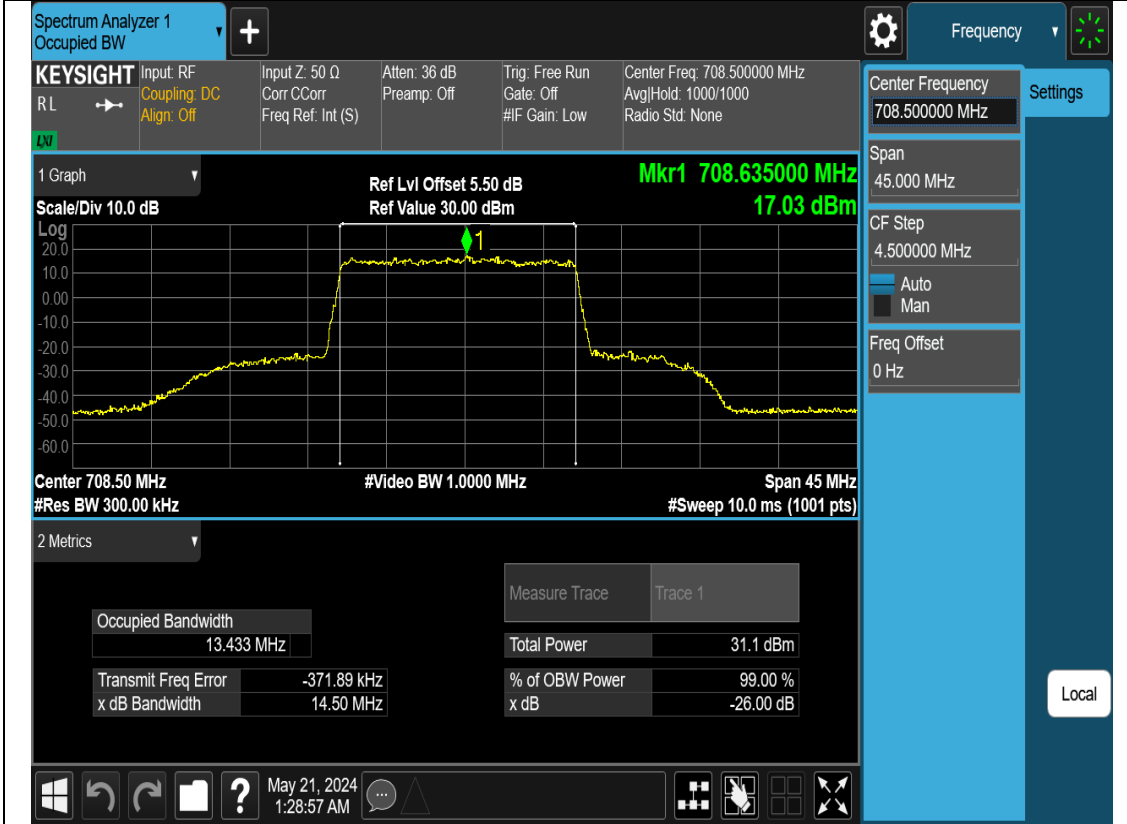 Spectrum Analyzer 1
Occupied BW
+
Frequency
KEYSIGHT
RL
LXI
Input: RF
Coupling: DC
Align: Off
Input Z: 50 Ω
Corr CCorr
Freq Ref: Int (S)
Atten: 36 dB
Preamp: Off
Trig: Free Run
Gate: Off
#IF Gain: Low
Center Freq: 708.500000 MHz
Avg|Hold: 1000/1000
Radio Std: None
Center Frequency
708.500000 MHz
Settings
Span
45.000 MHz
CF Step
4.500000 MHz
Auto
Man
Freq Offset
0 Hz
Local
1 Graph
Scale/Div 10.0 dB
Ref Lvl Offset 5.50 dB
Ref Value 30.00 dBm
Mkr1 708.635000 MHz
17.03 dBm
Log
20.0
10.0
0.00
-10.0
-20.0
-30.0
-40.0
-50.0
-60.0
1
Center 708.50 MHz
#Res BW 300.00 kHz
#Video BW 1.0000 MHz
Span 45 MHz
#Sweep 10.0 ms (1001 pts)
2 Metrics
Measure Trace Trace 1
Occupied Bandwidth
13.433 MHz
Total Power 31.1 dBm
Transmit Freq Error -371.89 kHz
% of OBW Power 99.00 %
x dB Bandwidth 14.50 MHz
x dB -26.00 dB
?
May 21, 2024
1:28:57 AM